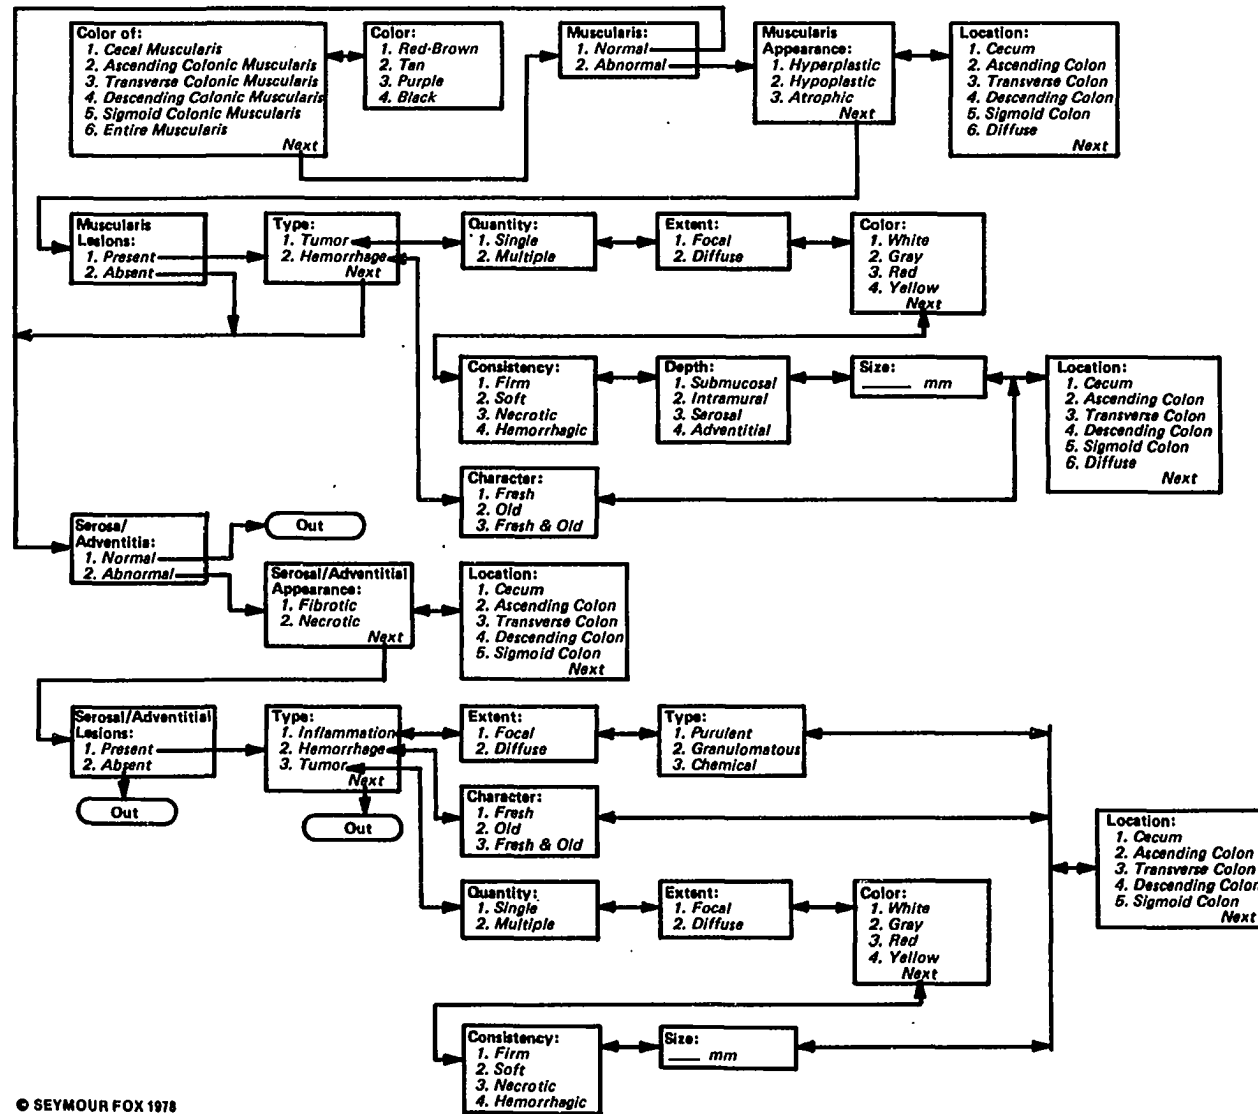 Color of:
1. Cecal Muscularis
2. Ascending Colonic Muscularis
3. Transverse Colonic Muscularis
4. Descending Colonic Muscularis
5. Sigmoid Colonic Muscularis
6. Entire Muscularis
Next
Color:
1. Red-Brown
2. Tan
3. Purple
4. Black
Muscularis:
1. Normal
2. Abnormal
Muscularis
Appearance:
1. Hyperplastic
2. Hypoplastic
3. Atrophic
Next
Location:
1. Cecum
2. Ascending Colon
3. Transverse Colon
4. Descending Colon
5. Sigmoid Colon
6. Diffuse
Next
Muscularis
Lesions:
1. Present
2. Absent
Type:
1. Tumor
2. Hemorrhage
Next
Quantity:
1. Single
2. Multiple
Extent:
1. Focal
2. Diffuse
Color:
1. White
2. Gray
3. Red
4. Yellow
Next
Consistency:
1. Firm
2. Soft
3. Necrotic
4. Hemorrhagic
Depth:
1. Submucosal
2. Intramural
3. Serosal
4. Adventitial
Size:
____ mm
Location:
1. Cecum
2. Ascending Colon
3. Transverse Colon
4. Descending Colon
5. Sigmoid Colon
6. Diffuse
Next
Character:
1. Fresh
2. Old
3. Fresh & Old
Serosa/
Adventitia:
1. Normal
2. Abnormal
Out
Serosal/Adventitial
Appearance:
1. Fibrotic
2. Necrotic
Next
Location:
1. Cecum
2. Ascending Colon
3. Transverse Colon
4. Descending Colon
5. Sigmoid Colon
Next
Serosal/Adventitial
Lesions:
1. Present
2. Absent
Out
Type:
1. Inflammation
2. Hemorrhage
3. Tumor
Next
Out
Extent:
1. Focal
2. Diffuse
Type:
1. Purulent
2. Granulomatous
3. Chemical
Character:
1. Fresh
2. Old
3. Fresh & Old
Location:
1. Cecum
2. Ascending Colon
3. Transverse Colon
4. Descending Colon
5. Sigmoid Colon
Next
Quantity:
1. Single
2. Multiple
Extent:
1. Focal
2. Diffuse
Color:
1. White
2. Gray
3. Red
4. Yellow
Next
Consistency:
1. Firm
2. Soft
3. Necrotic
4. Hemorrhagic
Size:
___ mm
© SEYMOUR FOX 1978